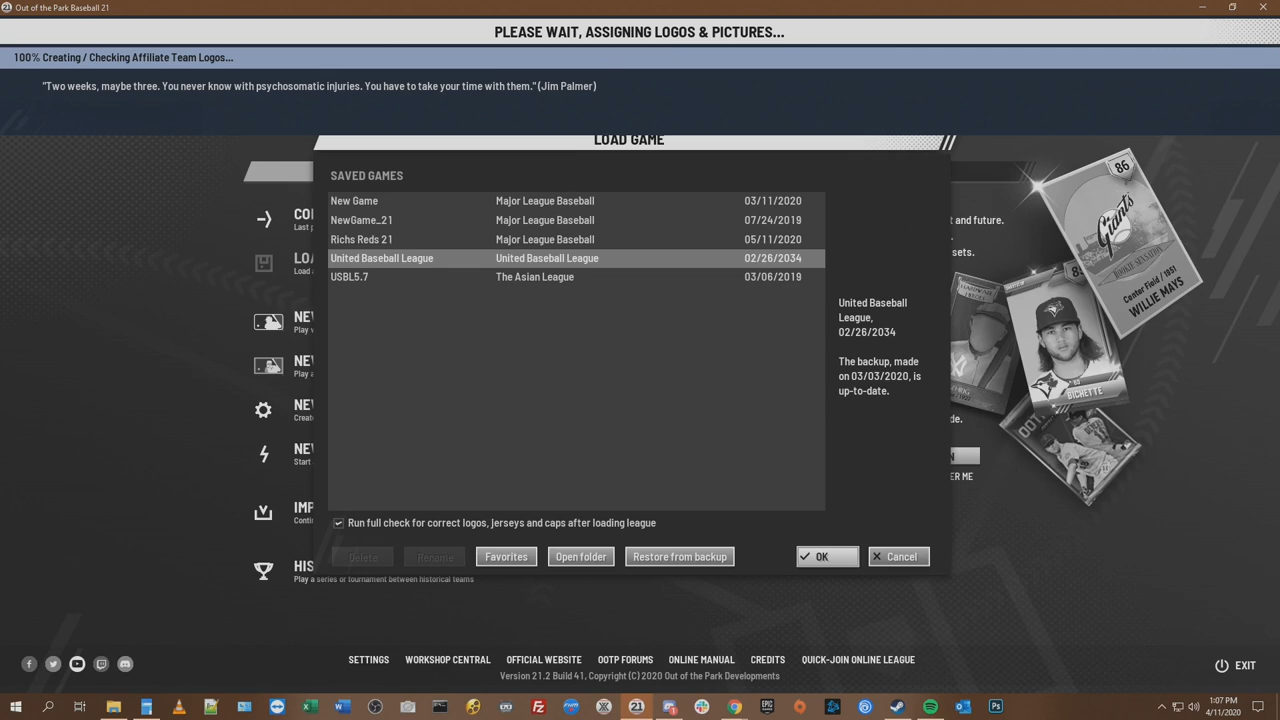 Out of the Park Baseball 21
PLEASE WAIT, ASSIGNING LOGOS & PICTURES...
100% Creating / Checking Affiliate Team Logos...
"Two weeks, maybe three. You never know with psychosomatic injuries. You have to take your time with them." (Jim Palmer)
LOAD GAME
SAVED GAMES
New Game Major League Baseball 03/11/2020
NewGame_21 Major League Baseball 07/24/2019
Richs Reds 21 Major League Baseball 05/11/2020
United Baseball League United Baseball League 02/26/2034
USBL5.7 The Asian League 03/06/2019
United Baseball
League,
02/26/2034
The backup, made
on 03/03/2020, is
up-to-date.
Run full check for correct logos, jerseys and caps after loading league
Delete Rename Favorites Open folder Restore from backup OK Cancel
Play a series or tournament between historical teams
t and future.
sets.
de.
ER ME
86
Giants
ROOKIE SENSATION
Center Field / 1951
WILLIE MAYS
BICHETTE
SETTINGS WORKSHOP CENTRAL OFFICIAL WEBSITE OOTP FORUMS ONLINE MANUAL CREDITS QUICK-JOIN ONLINE LEAGUE
Version 21.2 Build 41, Copyright (C) 2020 Out of the Park Developments
EXIT
1:07 PM
4/11/2020